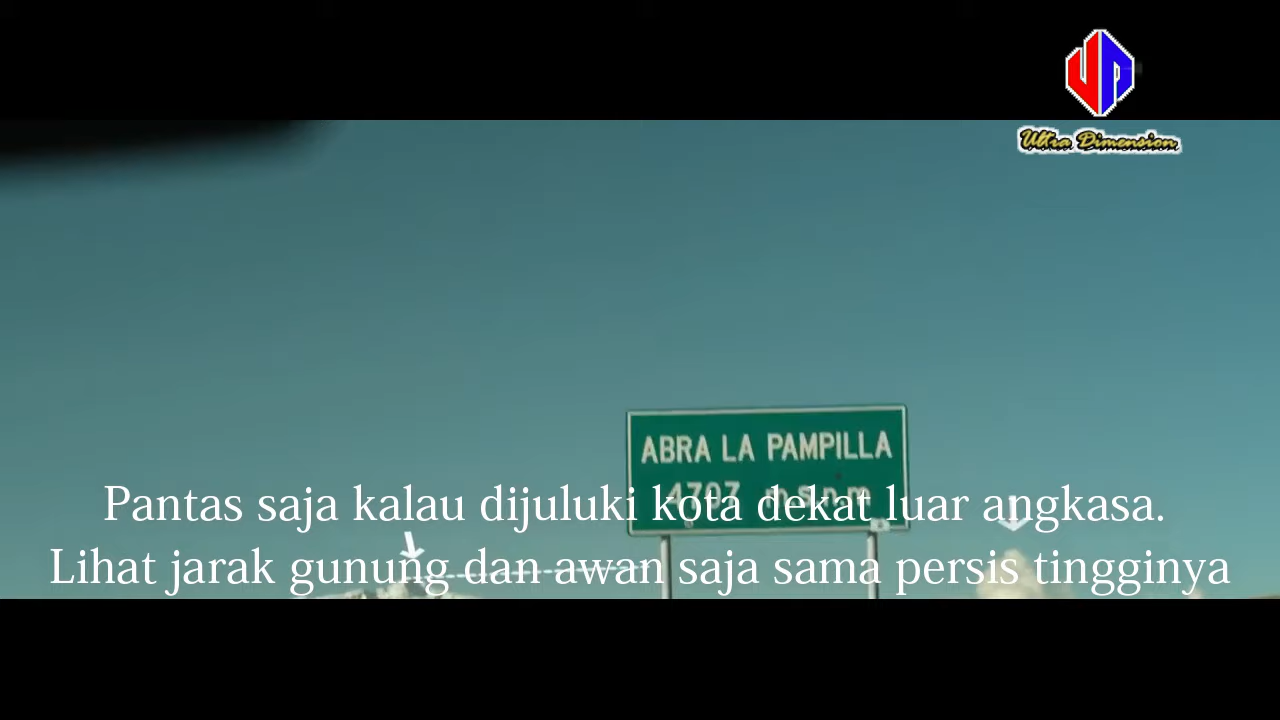 Ultra Dimension
ABRA LA PAMPILLA
m.s.n.m
Pantas saja kalau dijuluki kota dekat luar angkasa.
Lihat jarak gunung dan awan saja sama persis tingginya